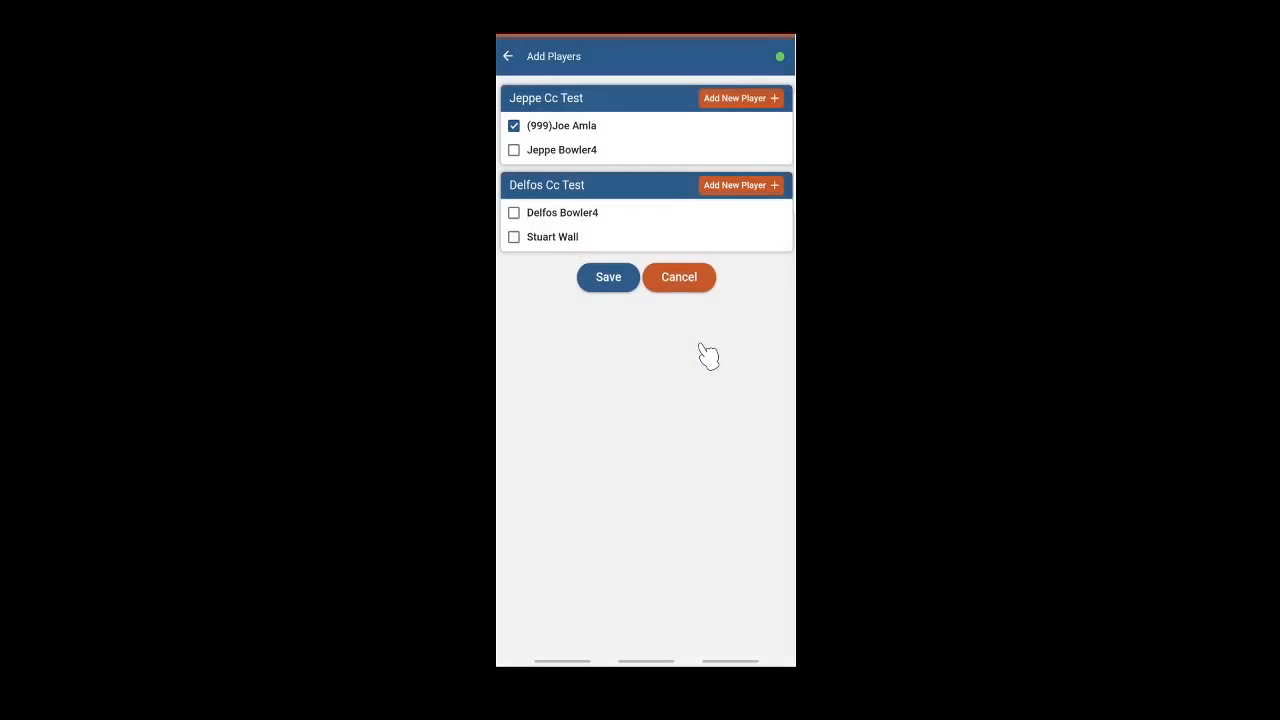 Add Players
Jeppe Cc Test
Add New Player +
(999)Joe Amla
Jeppe Bowler4
Delfos Cc Test
Add New Player +
Delfos Bowler4
Stuart Wall
Save
Cancel